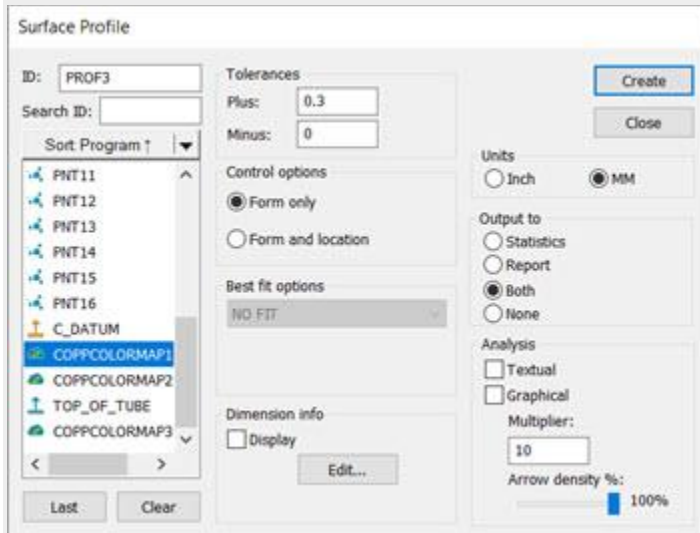 Surface Profile
ID: PROF3
Search ID:
Sort Program ↑
PNT11
PNT12
PNT13
PNT14
PNT15
PNT16
C_DATUM
COPPCOLORMAP1
COPPCOLORMAP2
TOP_OF_TUBE
COPPCOLORMAP3
Last Clear
Tolerances
Plus: 0.3
Minus: 0
Control options
Form only
Form and location
Best fit options
NO FIT
Dimension info
Display
Edit...
Create
Close
Units
Inch MM
Output to
Statistics
Report
Both
None
Analysis
Textual
Graphical
Multiplier:
10
Arrow density %:
100%